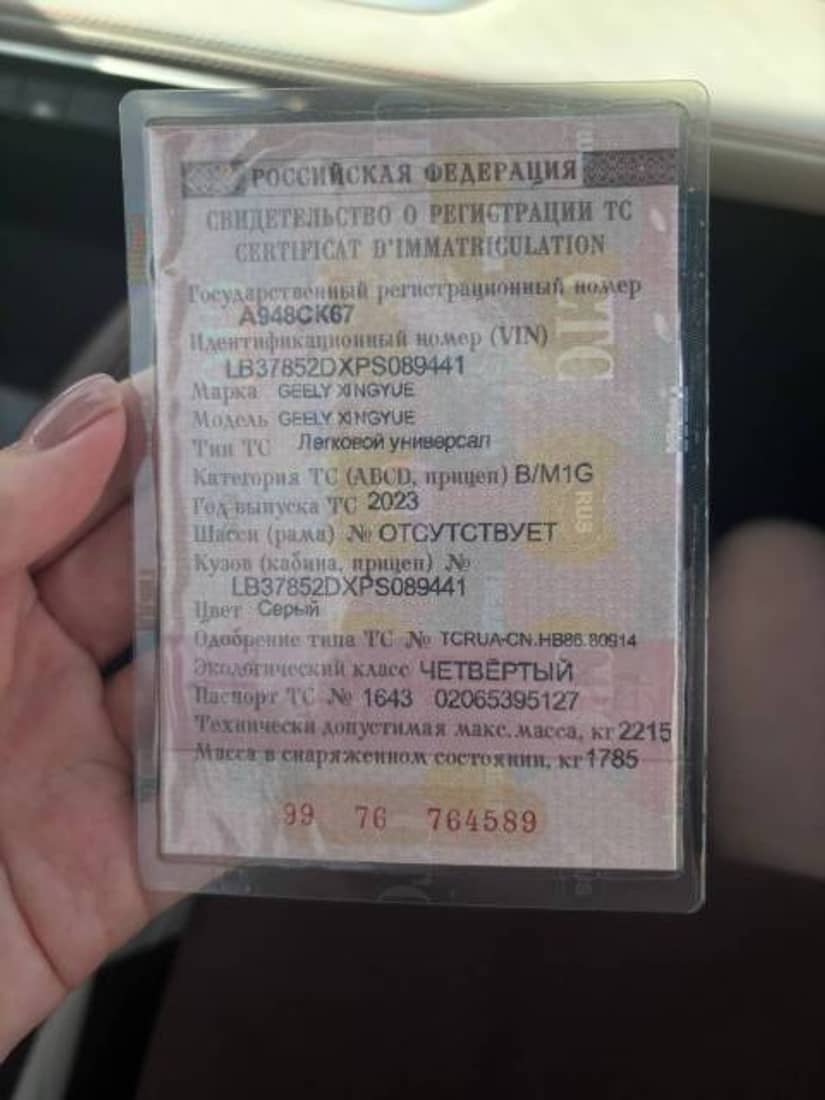 РОССИЙСКАЯ ФЕДЕРАЦИЯ
СВИДЕТЕЛЬСТВО О РЕГИСТРАЦИИ ТС
CERTIFICAT D'IMMATRICULATION
Государственный регистрационный номер
А948СК67
Идентификационный номер (VIN)
LB37852DXPS089441
Марка GEELY XINGYUE
Модель GEELY XINGYUE
Тип ТС Легковой универсал
Категория ТС (ABCD, прицеп) B/M1G
Год выпуска ТС 2023
Шасси (рама) № ОТСУТСТВУЕТ
Кузов (кабина, прицеп) №
LB37852DXPS089441
Цвет Серый
Одобрение типа ТС № TCRUA-CN.HB86.80914
Экологический класс ЧЕТВЁРТЫЙ
Паспорт ТС № 1643 02065395127
Технически допустимая макс. масса, кг 2215
Масса в снаряженном состоянии, кг 1785
99 76 764589
СТС
RUS